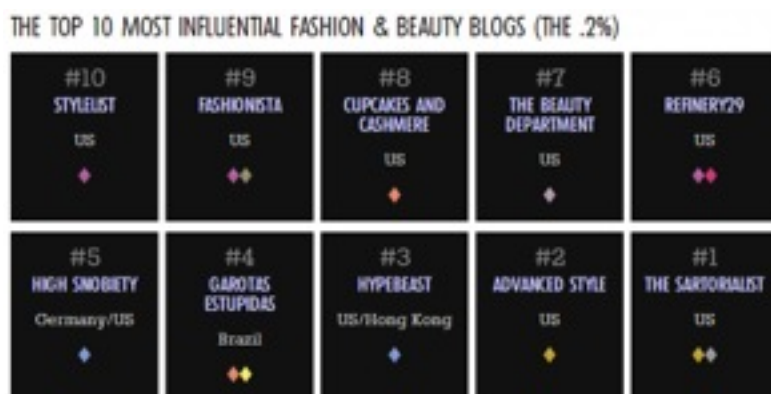 THE TOP 10 MOST INFLUENTIAL FASHION & BEAUTY BLOGS (THE .2%)
#10
STYLELIST
US
#9
FASHIONISTA
US
#8
CUPCAKES AND
CASHMERE
US
#7
THE BEAUTY
DEPARTMENT
US
#6
REFINERY29
US
#5
HIGH SNOBIETY
Germany/US
#4
GAROTAS
ESTUPIDAS
Brazil
#3
HYPEBEAST
US/Hong Kong
#2
ADVANCED STYLE
US
#1
THE SARTORIALIST
US